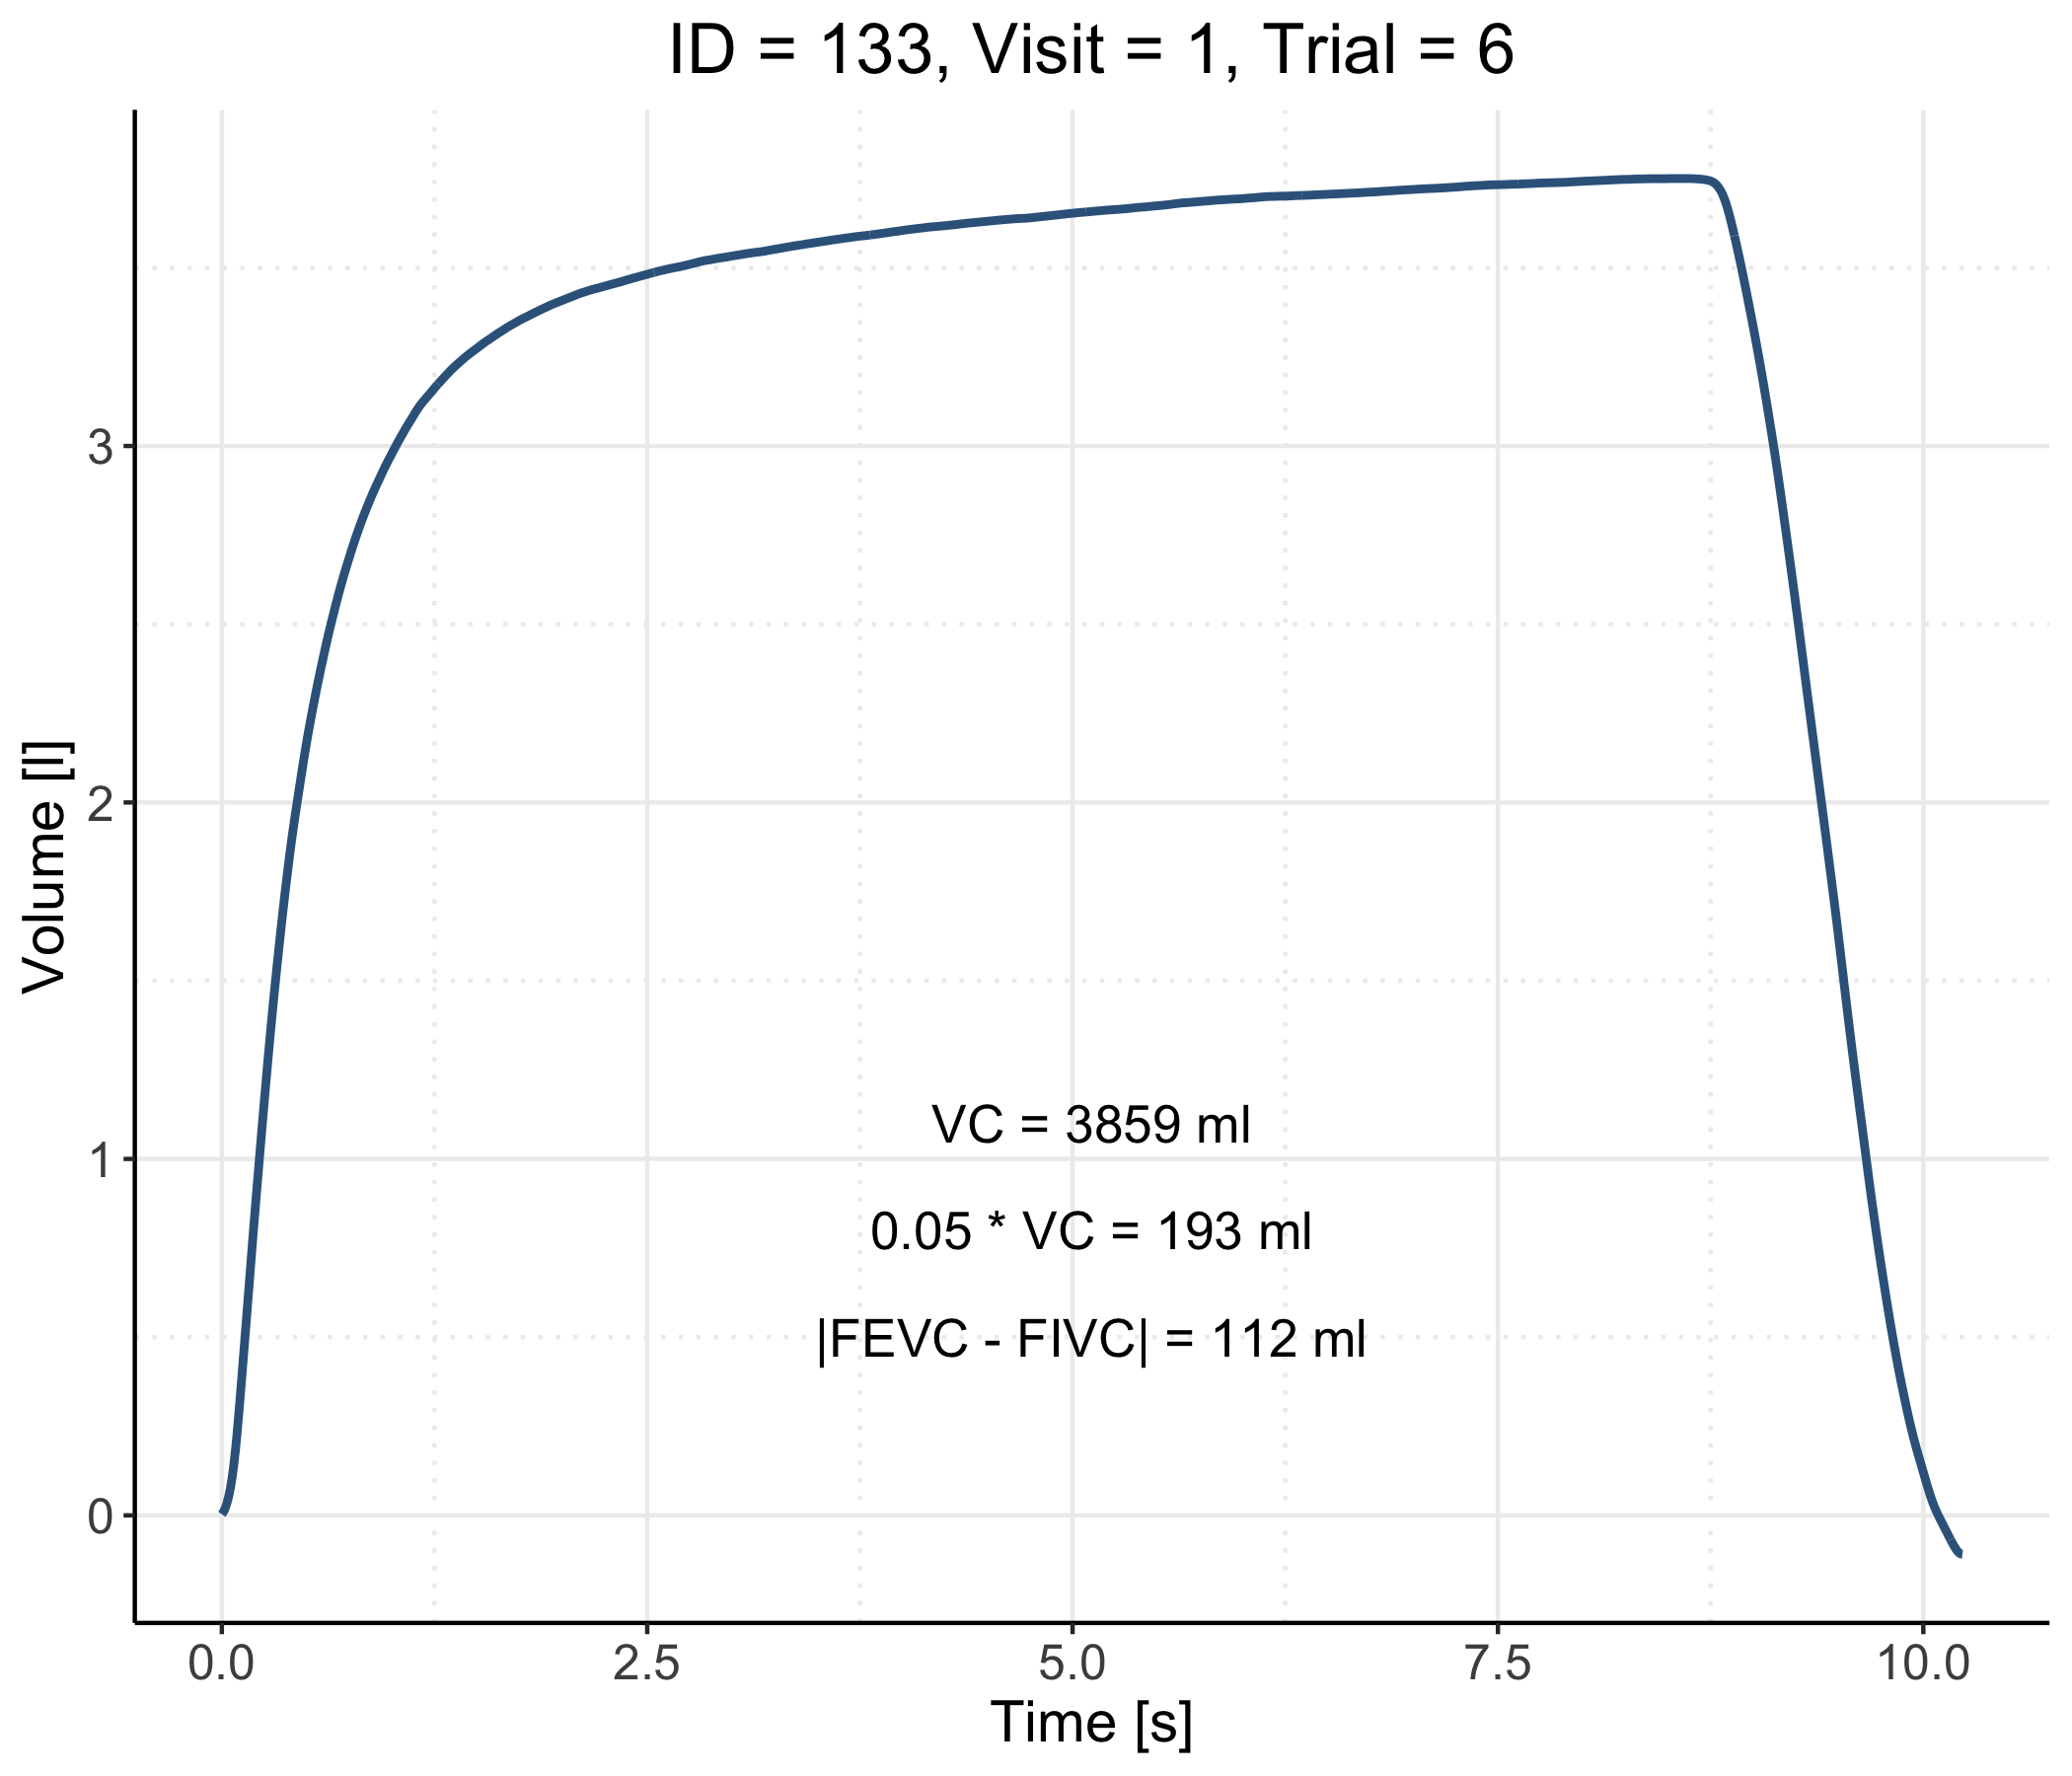 ID = 133, Visit = 1, Trial = 6
Volume [l]
3
2
1
0
VC = 3859 ml
0.05 * VC = 193 ml
|FEVC - FIVC| = 112 ml
0.0 2.5 5.0 7.5 10.0
Time [s]